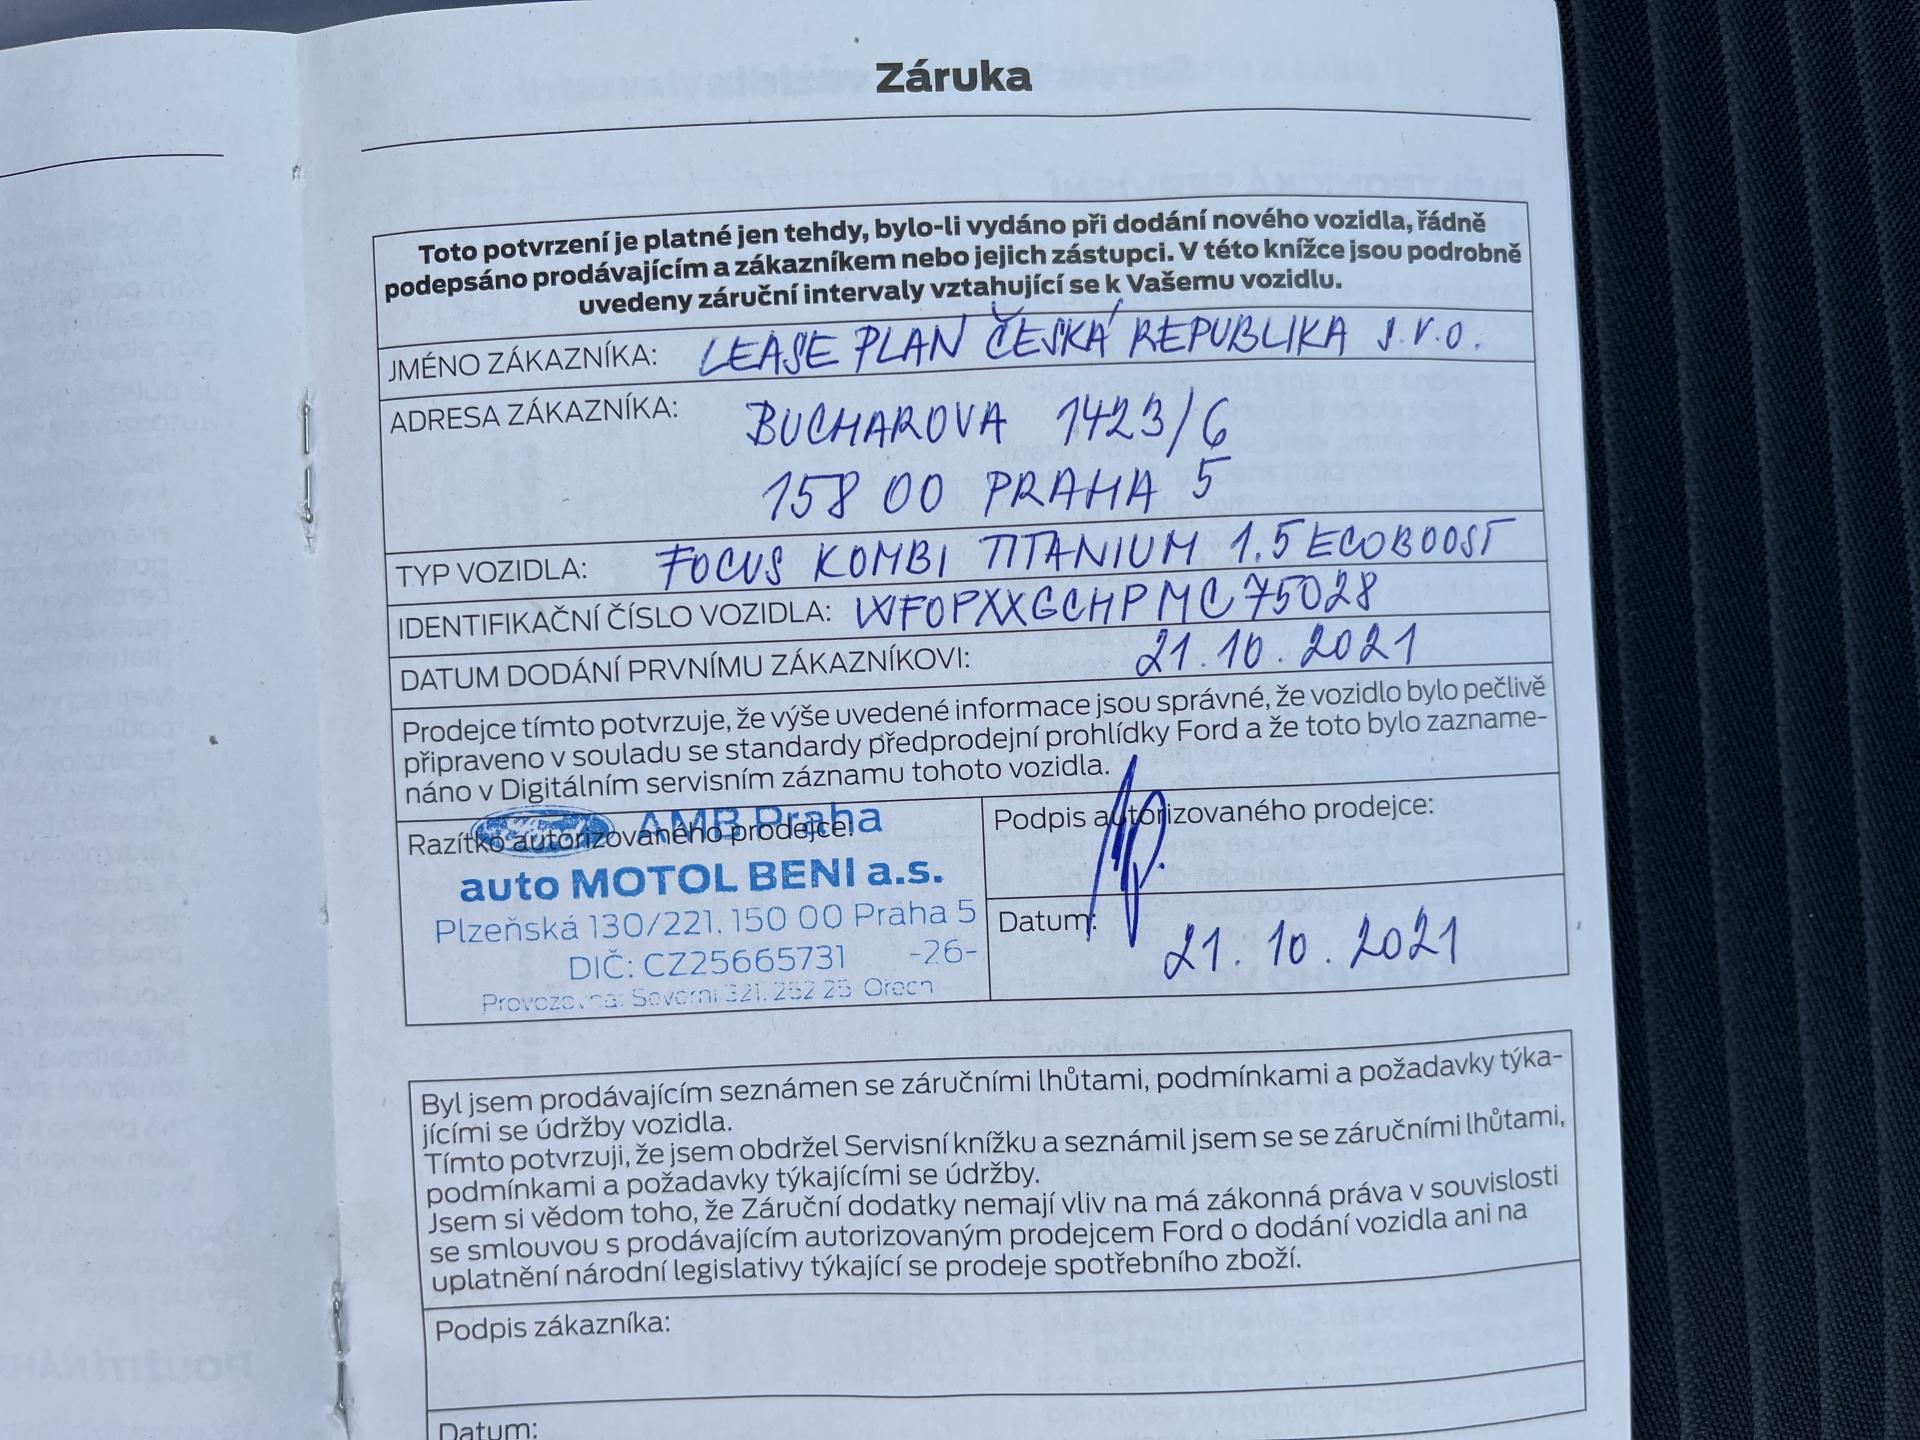 Záruka
Toto potvrzení je platné jen tehdy, bylo-li vydáno při dodání nového vozidla, řádně
podepsáno prodávajícím a zákazníkem nebo jejich zástupci. V této knížce jsou podrobně
uvedeny záruční intervaly vztahující se k Vašemu vozidlu.
JMÉNO ZÁKAZNÍKA: LEASE PLAN ČESKÁ REPUBLIKA s.r.o.
ADRESA ZÁKAZNÍKA: BUCHAROVA 1423/6
158 00 PRAHA 5
TYP VOZIDLA: FOCUS KOMBI TITANIUM 1.5 ECOBOOST
IDENTIFIKAČNÍ ČÍSLO VOZIDLA: WF0PXXGCHPMC75028
DATUM DODÁNÍ PRVNÍMU ZÁKAZNÍKOVI: 21.10.2021
Prodejce tímto potvrzuje, že výše uvedené informace jsou správné, že vozidlo bylo pečlivě
připraveno v souladu se standardy předprodejní prohlídky Ford a že toto bylo zazname-
náno v Digitálním servisním záznamu tohoto vozidla.
Razítko autorizovaného prodejce:
AMB Praha
auto MOTOL BENI a.s.
Plzeňská 130/221, 150 00 Praha 5
DIČ: CZ25665731 -26-
Provozovna: Severní 321, 252 25 Ořech
Podpis autorizovaného prodejce:
Datum: 21.10.2021
Byl jsem prodávajícím seznámen se záručními lhůtami, podmínkami a požadavky týka-
jícími se údržby vozidla.
Tímto potvrzuji, že jsem obdržel Servisní knížku a seznámil jsem se se záručními lhůtami,
podmínkami a požadavky týkajícími se údržby.
Jsem si vědom toho, že Záruční dodatky nemají vliv na má zákonná práva v souvislosti
se smlouvou s prodávajícím autorizovaným prodejcem Ford o dodání vozidla ani na
uplatnění národní legislativy týkající se prodeje spotřebního zboží.
Podpis zákazníka:
Datum: